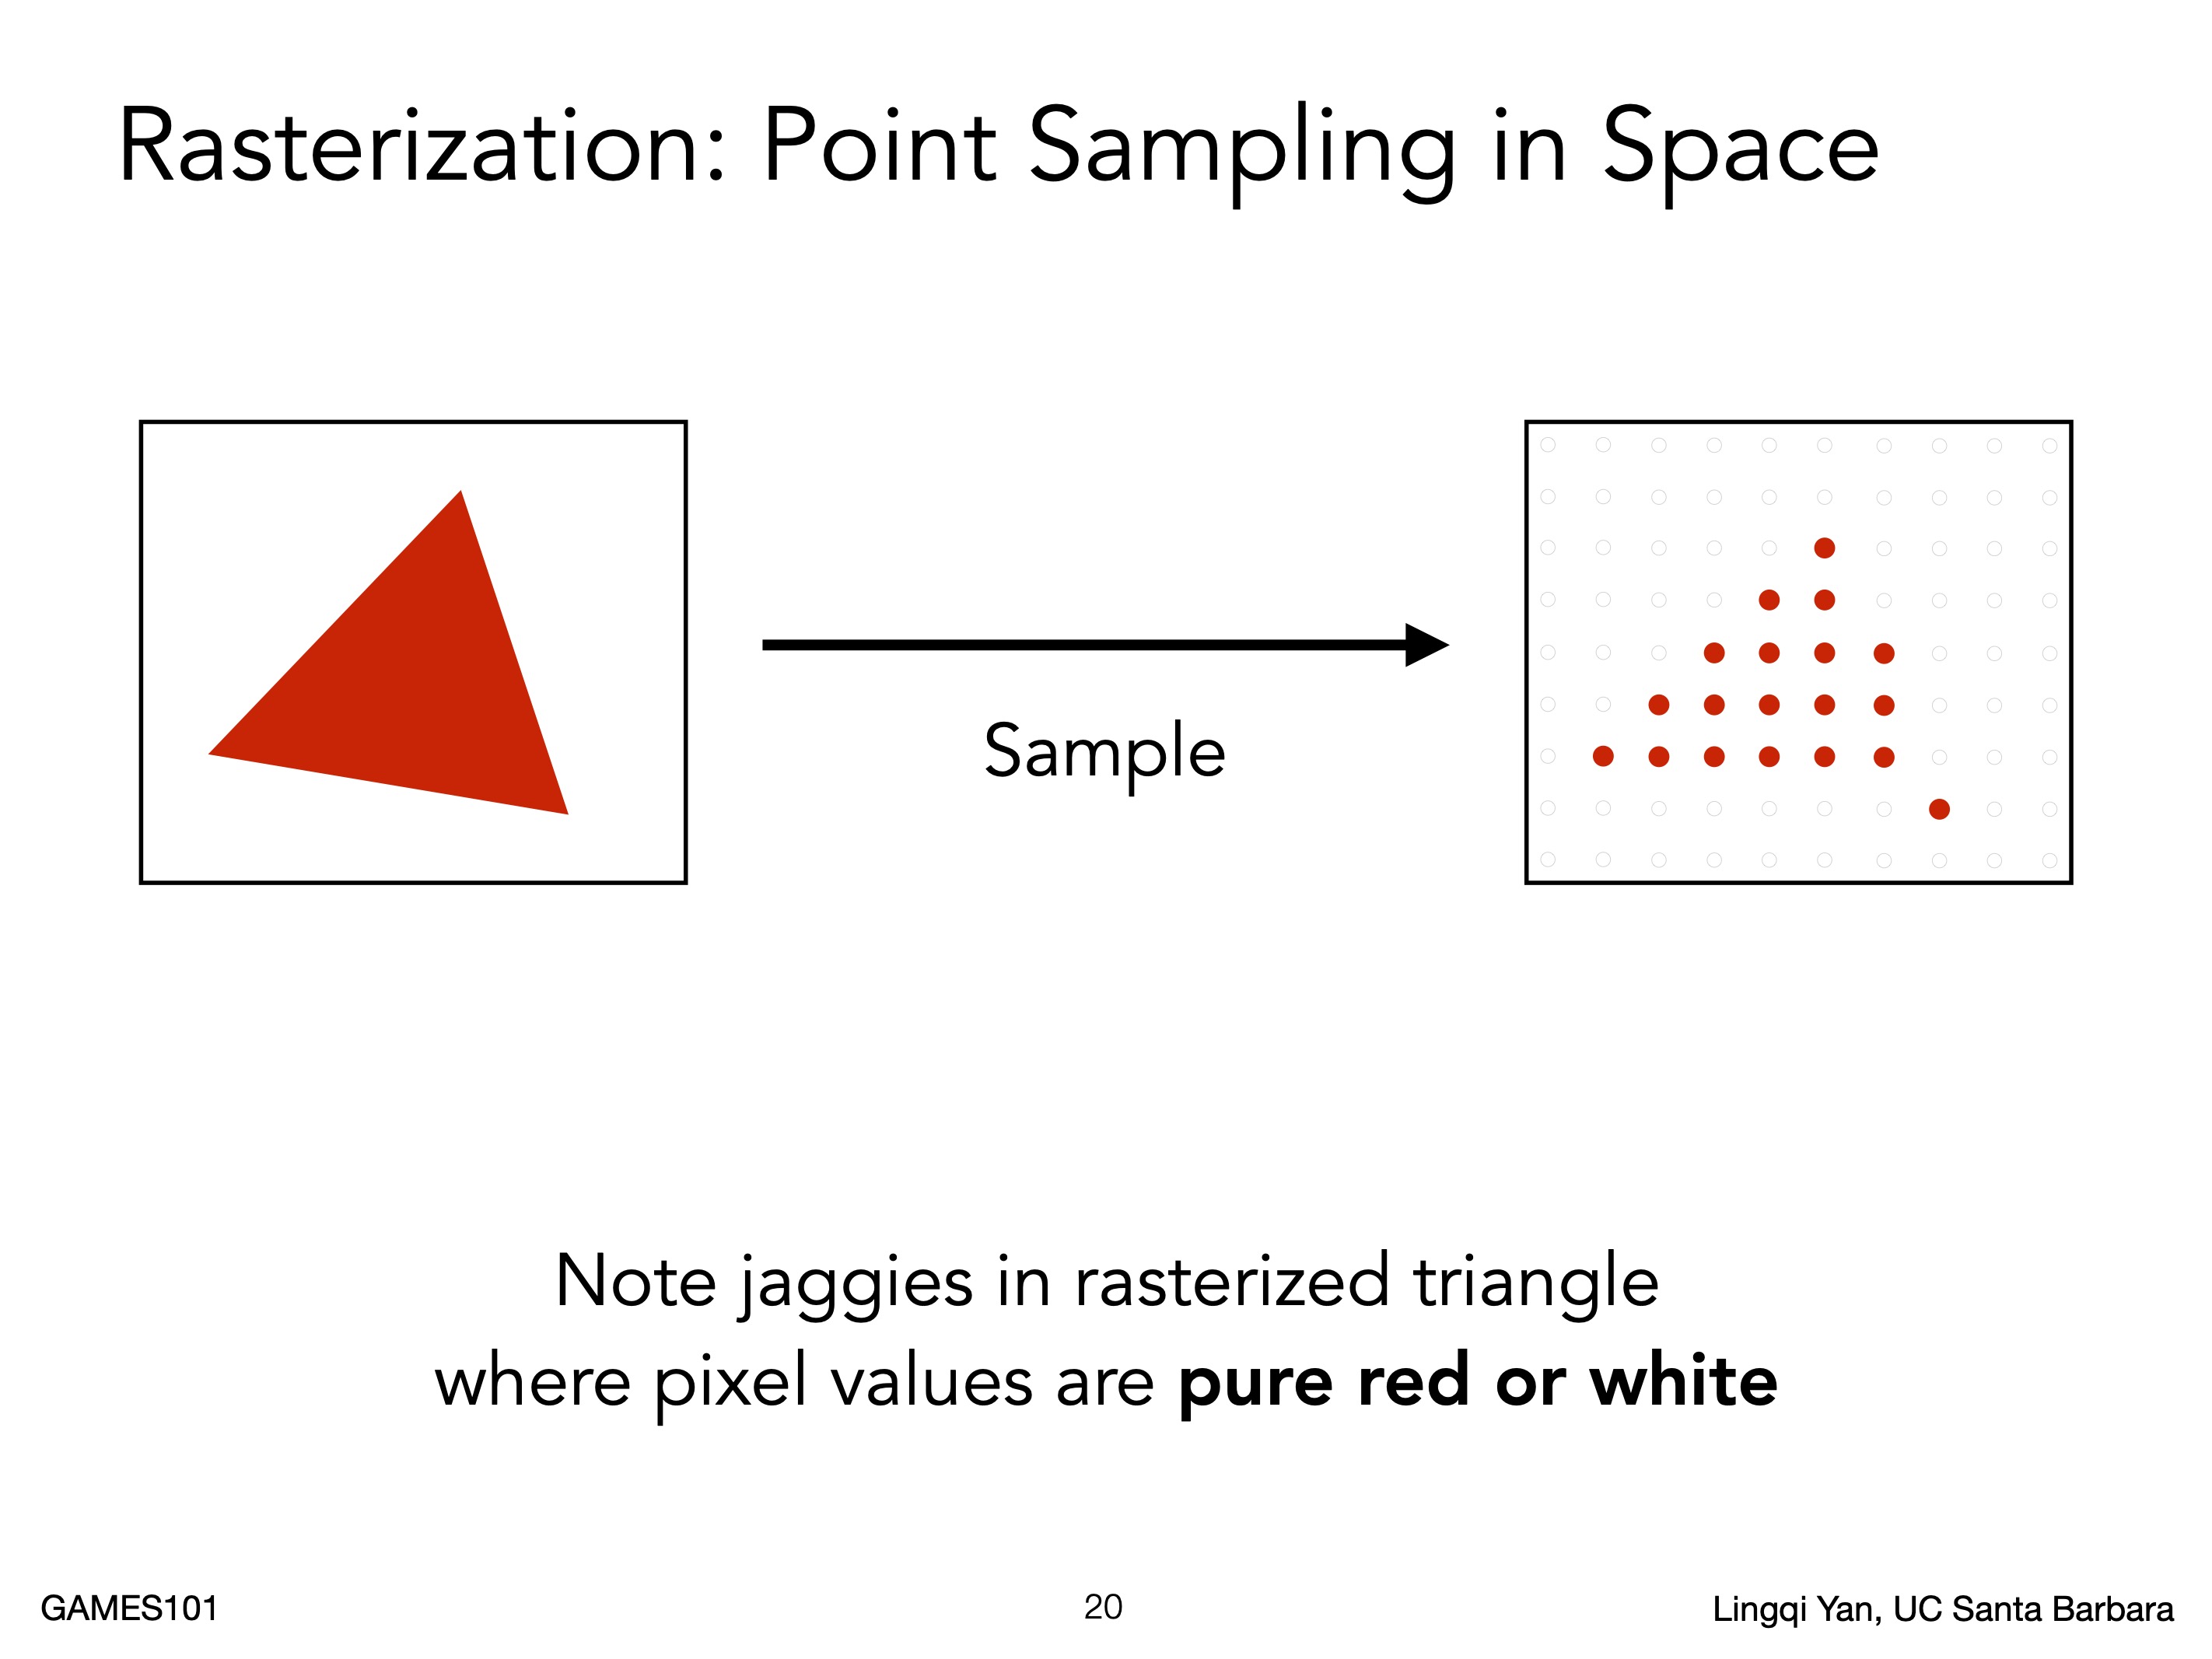 Rasterization: Point Sampling in Space
Sample
Note jaggies in rasterized triangle
where pixel values are pure red or white
GAMES101
20
Lingqi Yan, UC Santa Barbara